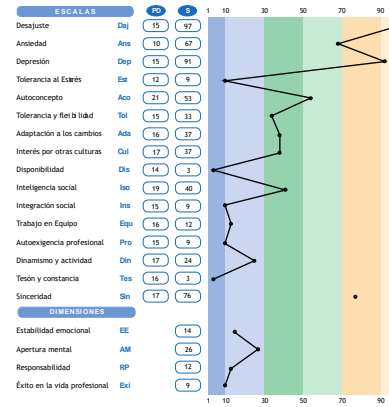 ESCALAS PD S 1 10 30 50 70 90
Desajuste Daj 15 97
Ansiedad Ans 10 67
Depresión Dep 15 91
Tolerancia al Estrés Est 12 9
Autoconcepto Aco 21 53
Tolerancia y flexibilidad Tol 15 33
Adaptación a los cambios Ada 16 37
Interés por otras culturas Cul 17 37
Disponibilidad Dis 14 3
Inteligencia social Iso 19 40
Integración social Ins 15 9
Trabajo en Equipo Equ 16 12
Autoexigencia profesional Pro 15 9
Dinamismo y actividad Din 17 24
Tesón y constancia Tes 16 3
Sinceridad Sin 17 76
DIMENSIONES
Estabilidad emocional EE 14
Apertura mental AM 26
Responsabilidad RP 12
Éxito en la vida profesional Exi 9
1 10 30 50 70 90